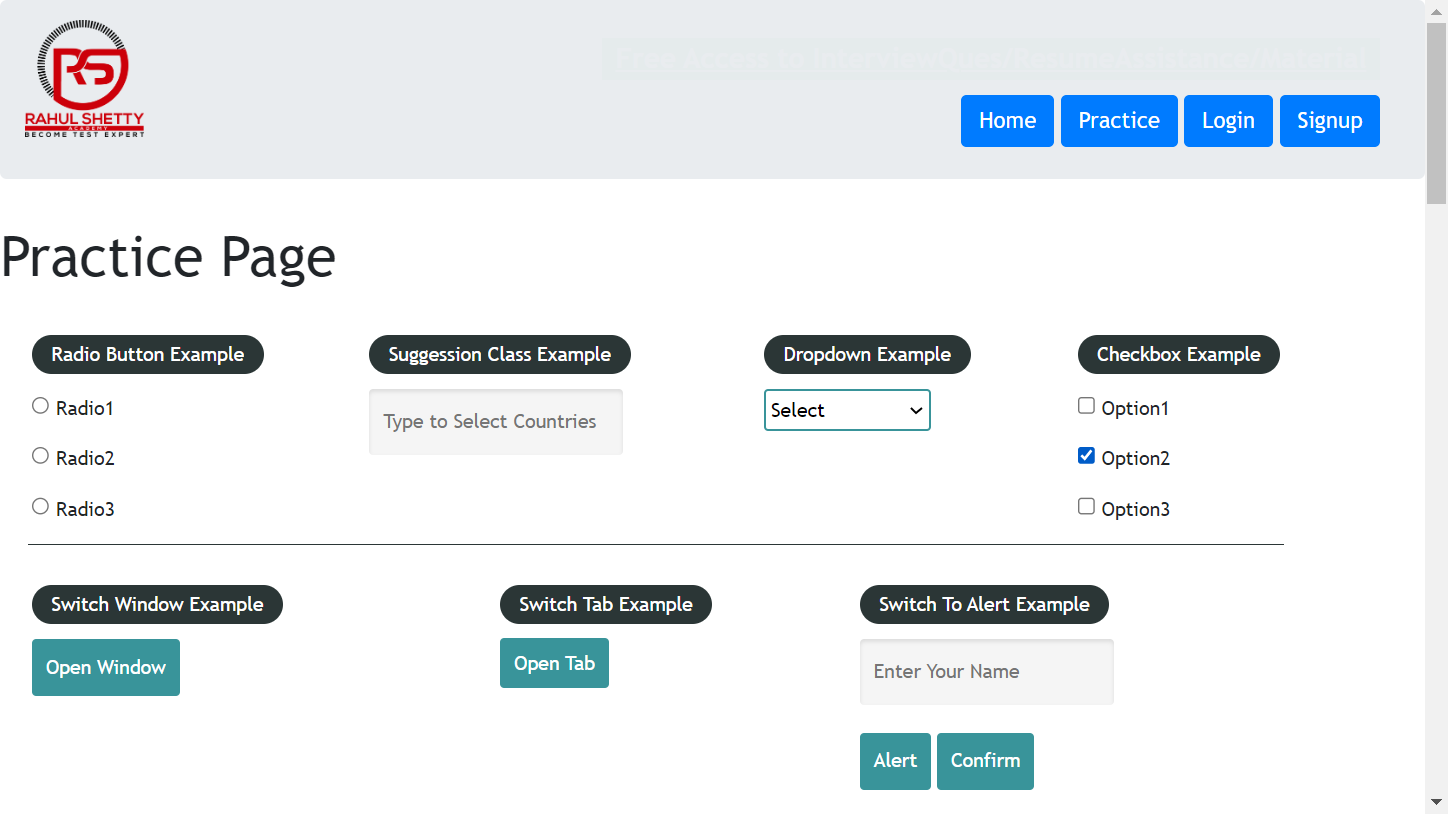 RAHUL SHETTY
ACADEMY
BECOME TEST EXPERT
Free Access to InterviewQues/ResumeAssistance/Material
Home Practice Login Signup
Practice Page
Radio Button Example
Radio1
Radio2
Radio3
Suggession Class Example
Type to Select Countries
Dropdown Example
Select
Checkbox Example
Option1
Option2
Option3
Switch Window Example
Open Window
Switch Tab Example
Open Tab
Switch To Alert Example
Enter Your Name
Alert Confirm